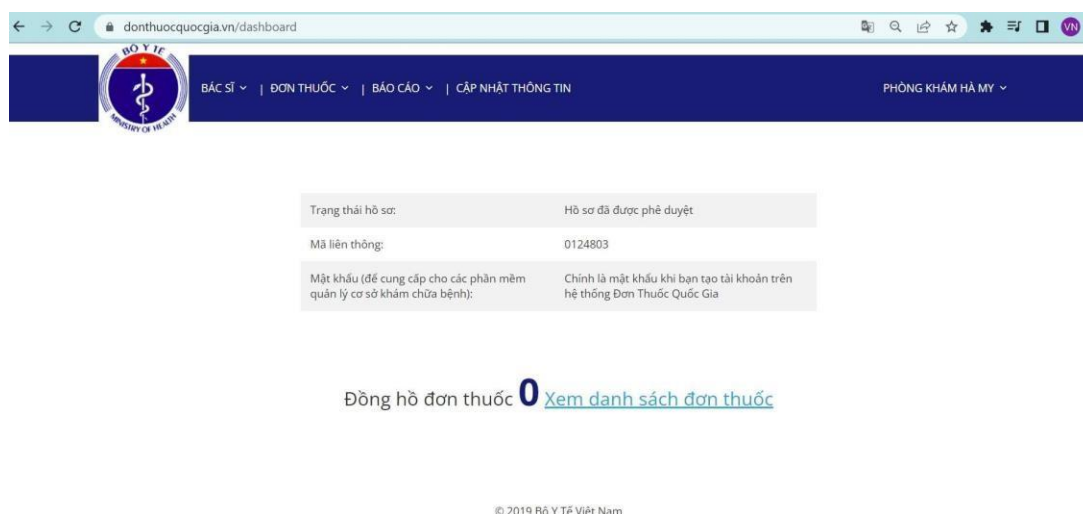 donthuocquocgia.vn/dashboard
VN
BỘ Y TẾ
MINISTRY OF HEALTH
BÁC SĨ | ĐƠN THUỐC | BÁO CÁO | CẬP NHẬT THÔNG TIN
PHÒNG KHÁM HÀ MY
Trạng thái hồ sơ: Hồ sơ đã được phê duyệt
Mã liên thông: 0124803
Mật khẩu (để cung cấp cho các phần mềm
quản lý cơ sở khám chữa bệnh):
Chính là mật khẩu khi bạn tạo tài khoản trên
hệ thống Đơn Thuốc Quốc Gia
Đồng hồ đơn thuốc 0 Xem danh sách đơn thuốc
© 2019 Bộ Y Tế Việt Nam